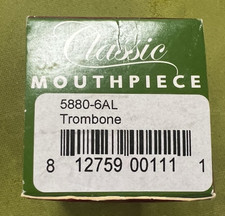 Classic
MOUTHPIECE
5880-6AL
Trombone
8 12759 00111 1